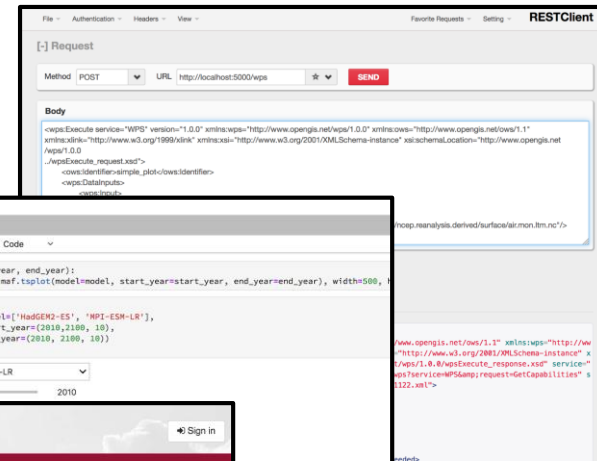 File Authentication Headers View Favorite Requests Setting RESTClient
[-] Request
Method POST URL http://localhost:5000/wps SEND
Body
<wps:Execute service="WPS" version="1.0.0" xmlns:wps="http://www.opengis.net/wps/1.0.0" xmlns:ows="http://www.opengis.net/ows/1.1"
xmlns:xlink="http://www.w3.org/1999/xlink" xmlns:xsi="http://www.w3.org/2001/XMLSchema-instance" xsi:schemaLocation="http://www.opengis.net
/wps/1.0.0
../wpsExecute_request.xsd">
<ows:Identifier>simple_plot</ows:Identifier>
<wps:DataInputs>
<wps:Input>
/ncep.reanalysis.derived/surface/air.mon.ltm.nc"/>
Code
year, end_year):
maf.tsplot(model=model, start_year=start_year, end_year=end_year), width=500, h
el=['HadGEM2-ES', 'MPI-ESM-LR'],
rt_year=(2010,2100, 10),
year=(2010, 2100, 10))
-LR
2010
/www.opengis.net/ows/1.1" xmlns:wps="http://ww
="http://www.w3.org/2001/XMLSchema-instance" x
t/wps/1.0.0/wpsExecute_response.xsd" service="
wps?service=WPS&amp;request=GetCapabilities" s
1122.xml">
Sign in
eeded>